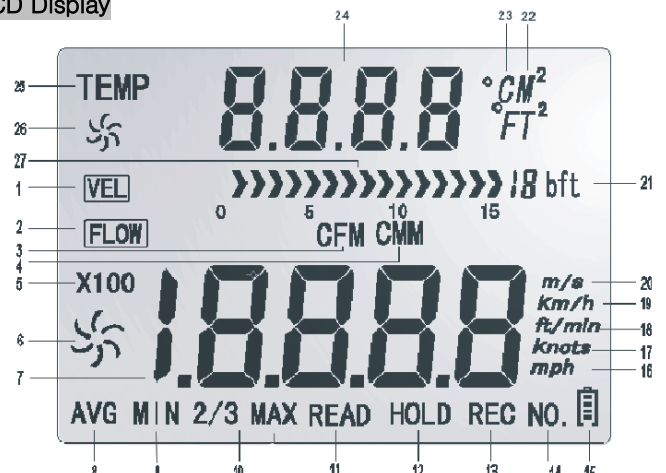 CD Display
24 23 22
25 TEMP 8.8.8.8 °CM²
26 °FT²
27
1 VEL 18 bft 21
0 5 10 15
2 FLOW CFM CMM
3
4
5 X100 m/s 20
Km/h 19
6 1.8.8.8.8 ft/min 18
Knots 17
7 mph 16
AVG MIN 2/3 MAX READ HOLD REC NO.
10 11 12 13 14 15